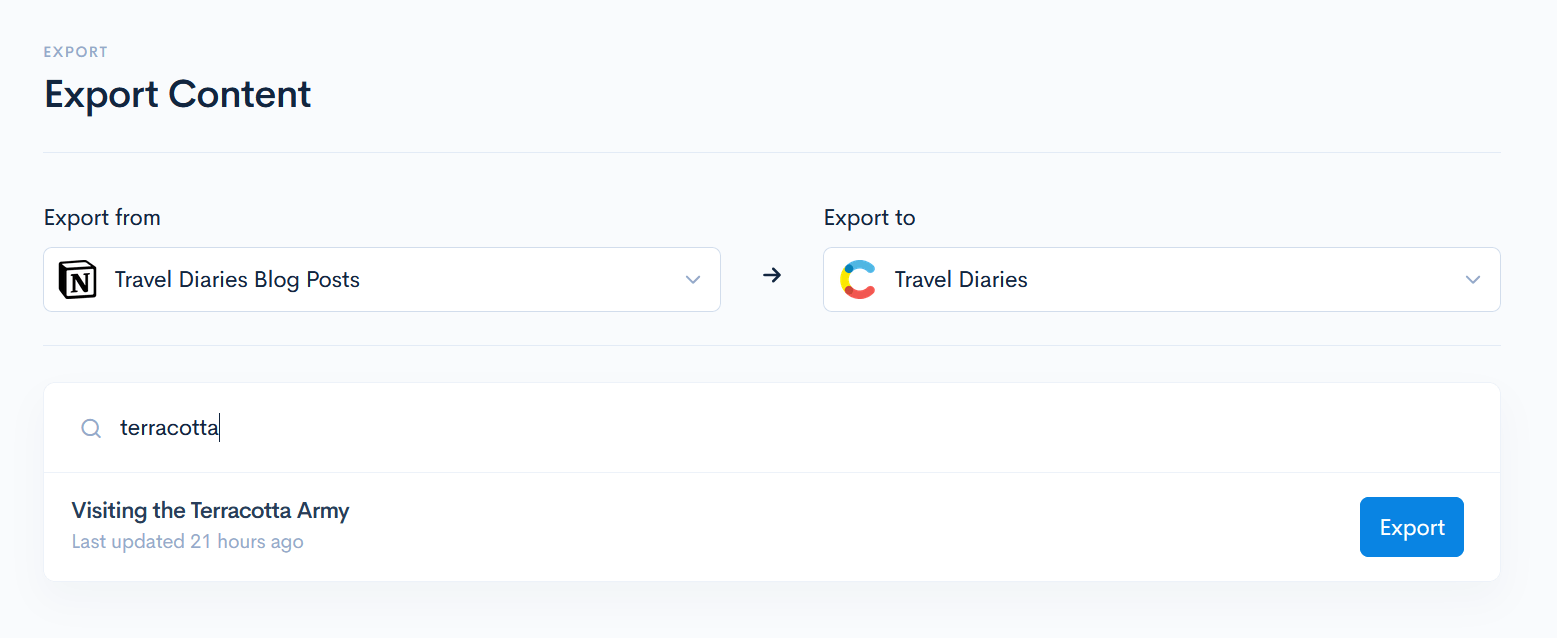 EXPORT
Export Content
Export from
Export to
N Travel Diaries Blog Posts
Travel Diaries
terracotta
Visiting the Terracotta Army
Last updated 21 hours ago
Export